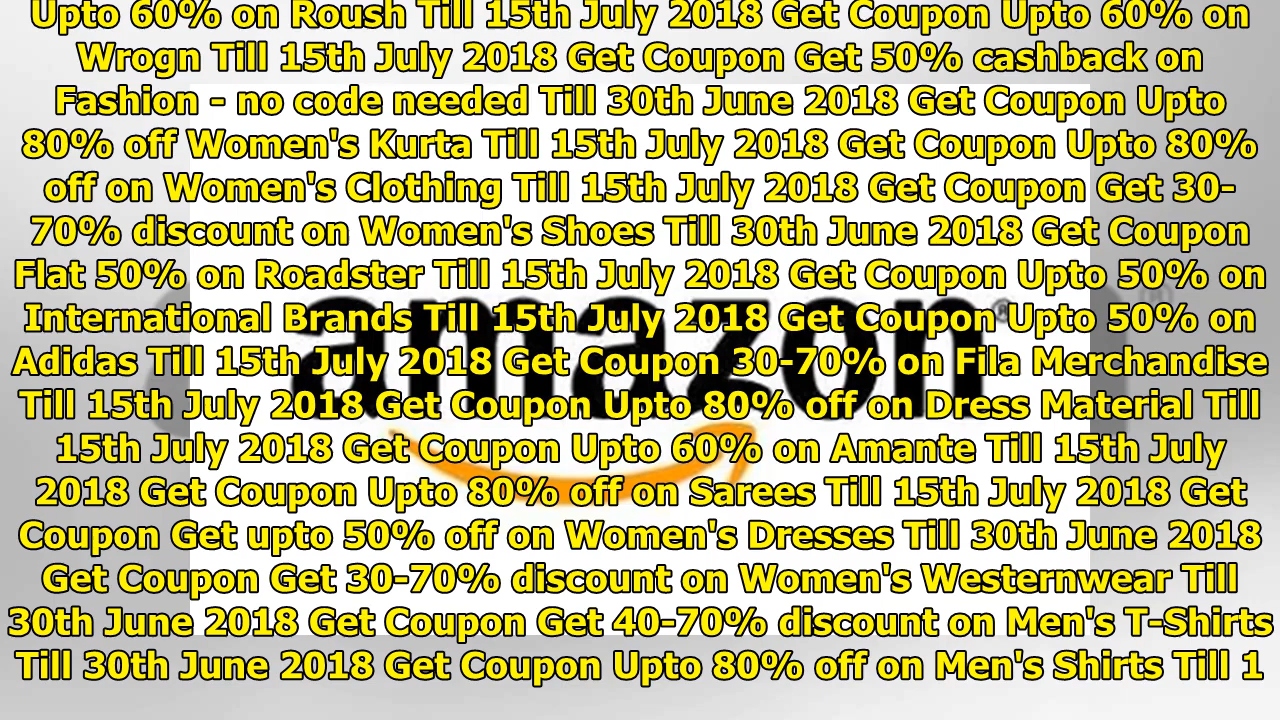 Upto 60% on Roush Till 15th July 2018 Get Coupon Upto 60% on
Wrogn Till 15th July 2018 Get Coupon Get 50% cashback on
Fashion - no code needed Till 30th June 2018 Get Coupon Upto
80% off Women's Kurta Till 15th July 2018 Get Coupon Upto 80%
off on Women's Clothing Till 15th July 2018 Get Coupon Get 30-
70% discount on Women's Shoes Till 30th June 2018 Get Coupon
Flat 50% on Roadster Till 15th July 2018 Get Coupon Upto 50% on
International Brands Till 15th July 2018 Get Coupon Upto 50% on
Adidas Till 15th July 2018 Get Coupon 30-70% on Fila Merchandise
Till 15th July 2018 Get Coupon Upto 80% off on Dress Material Till
15th July 2018 Get Coupon Upto 60% on Amante Till 15th July
2018 Get Coupon Upto 80% off on Sarees Till 15th July 2018 Get
Coupon Get upto 50% off on Women's Dresses Till 30th June 2018
Get Coupon Get 30-70% discount on Women's Westernwear Till
30th June 2018 Get Coupon Get 40-70% discount on Men's T-Shirts
Till 30th June 2018 Get Coupon Upto 80% off on Men's Shirts Till 1
amazon®